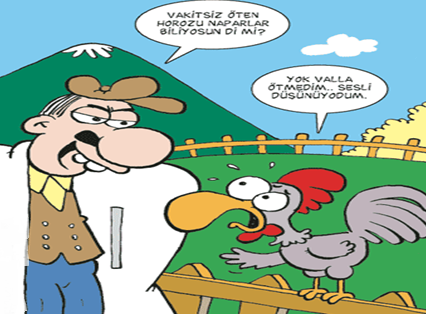 VAKİTSİZ ÖTEN
HOROZU NAPARLAR
BİLİYOSUN Dİ Mİ?
YOK VALLA
ÖTMEDİM.. SESLİ
DÜŞÜNÜYODUM.